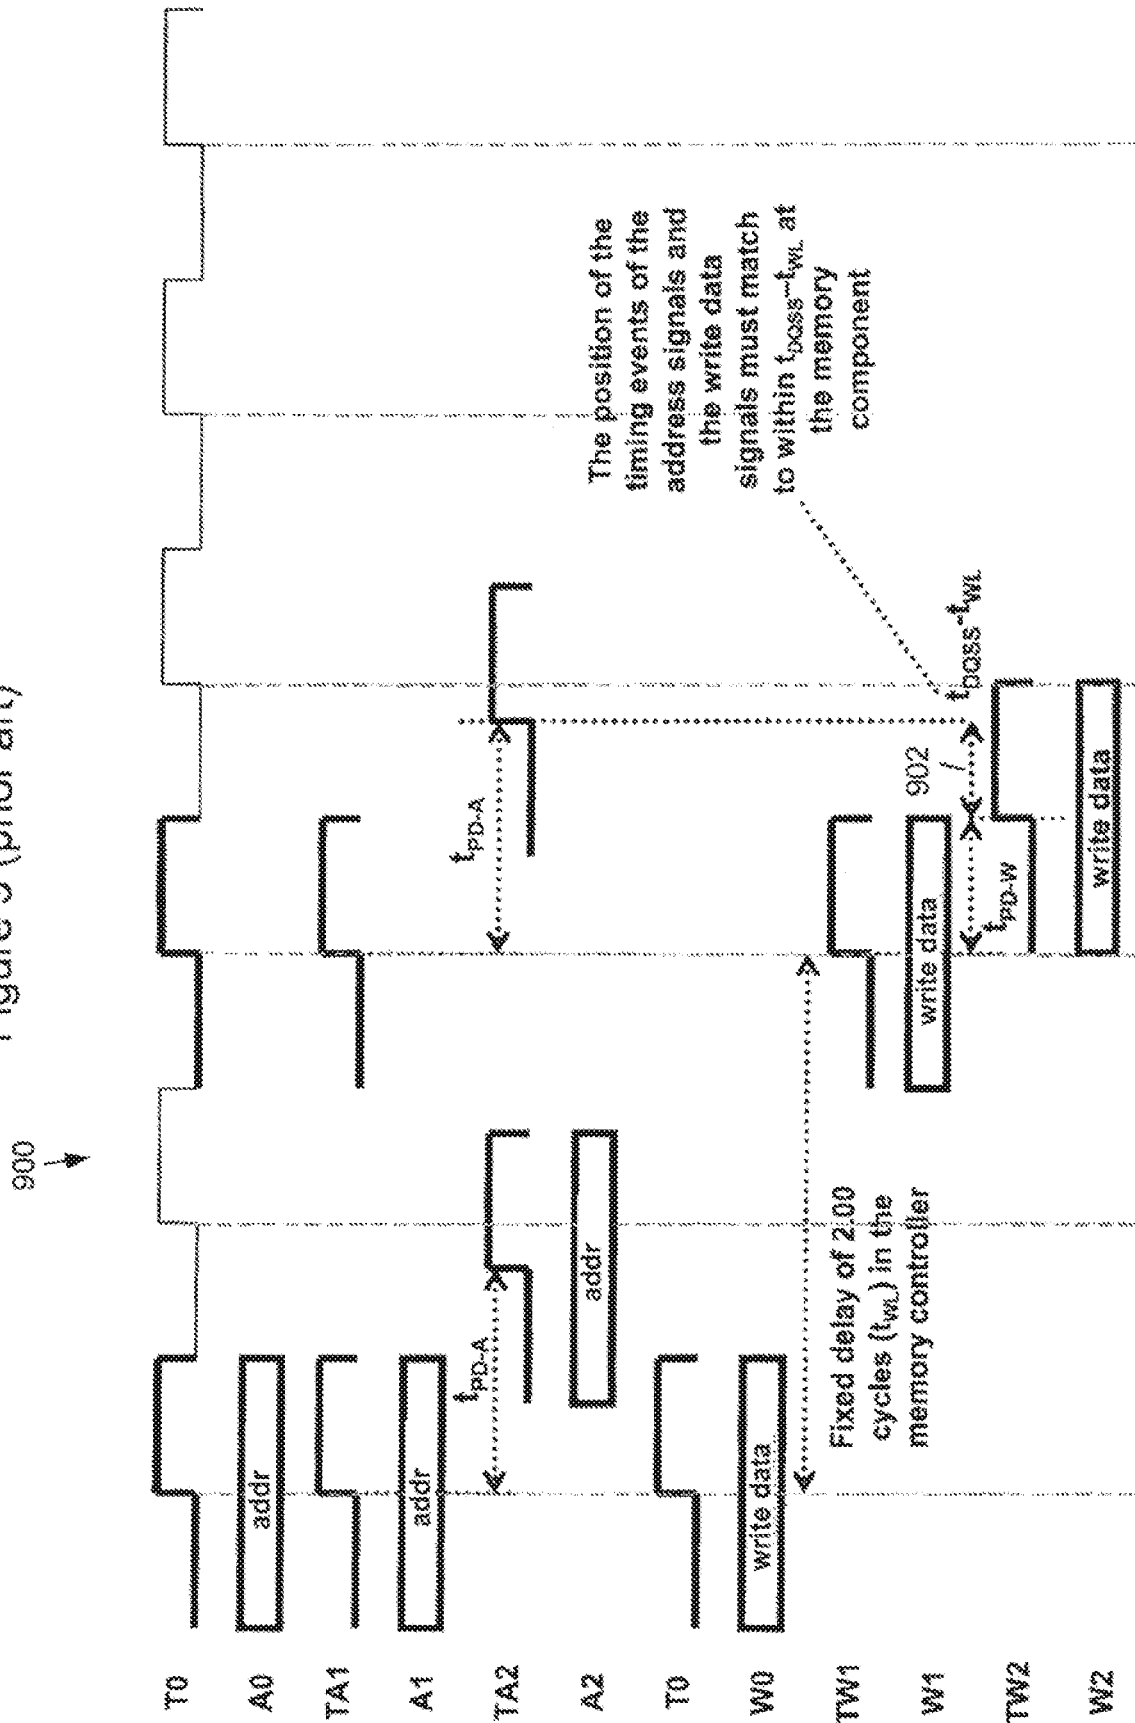 Figure 9 (prior art)
900
T0
A0
addr
TA1
A1
addr
TA2
tPD-A
tPD-A
A2
addr
T0
W0
write data
Fixed delay of 2.00
cycles (tWL) in the
memory controller
TW1
W1
write data
The position of the
timing events of the
address signals and
the write data
signals must match
to within tDQSS-tWL at
the memory
component
902
tDQSS-tWL
tPD-W
TW2
W2
write data